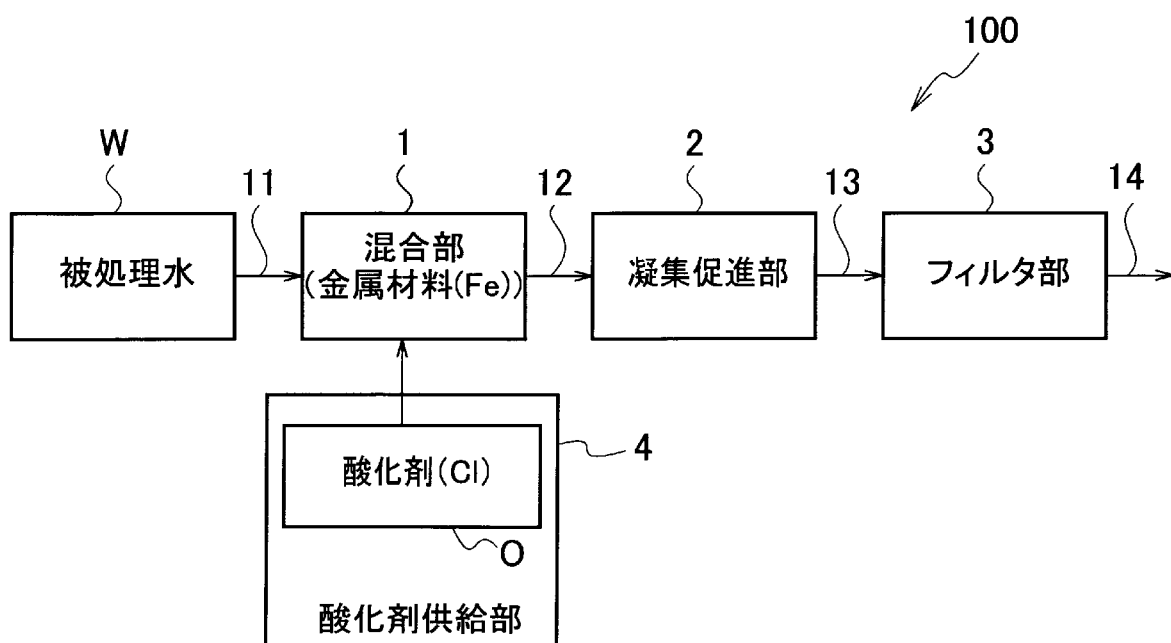 100
W
1
2
3
11
12
13
14
被処理水
混合部
(金属材料(Fe))
凝集促進部
フィルタ部
4
酸化剤(Cl)
O
酸化剤供給部